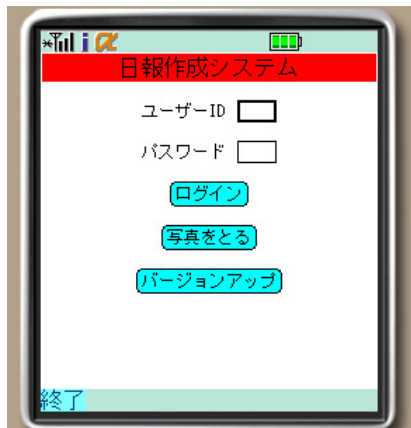 i α
日報作成システム
ユーザーID
パスワード
ログイン
写真をとる
バージョンアップ
終了